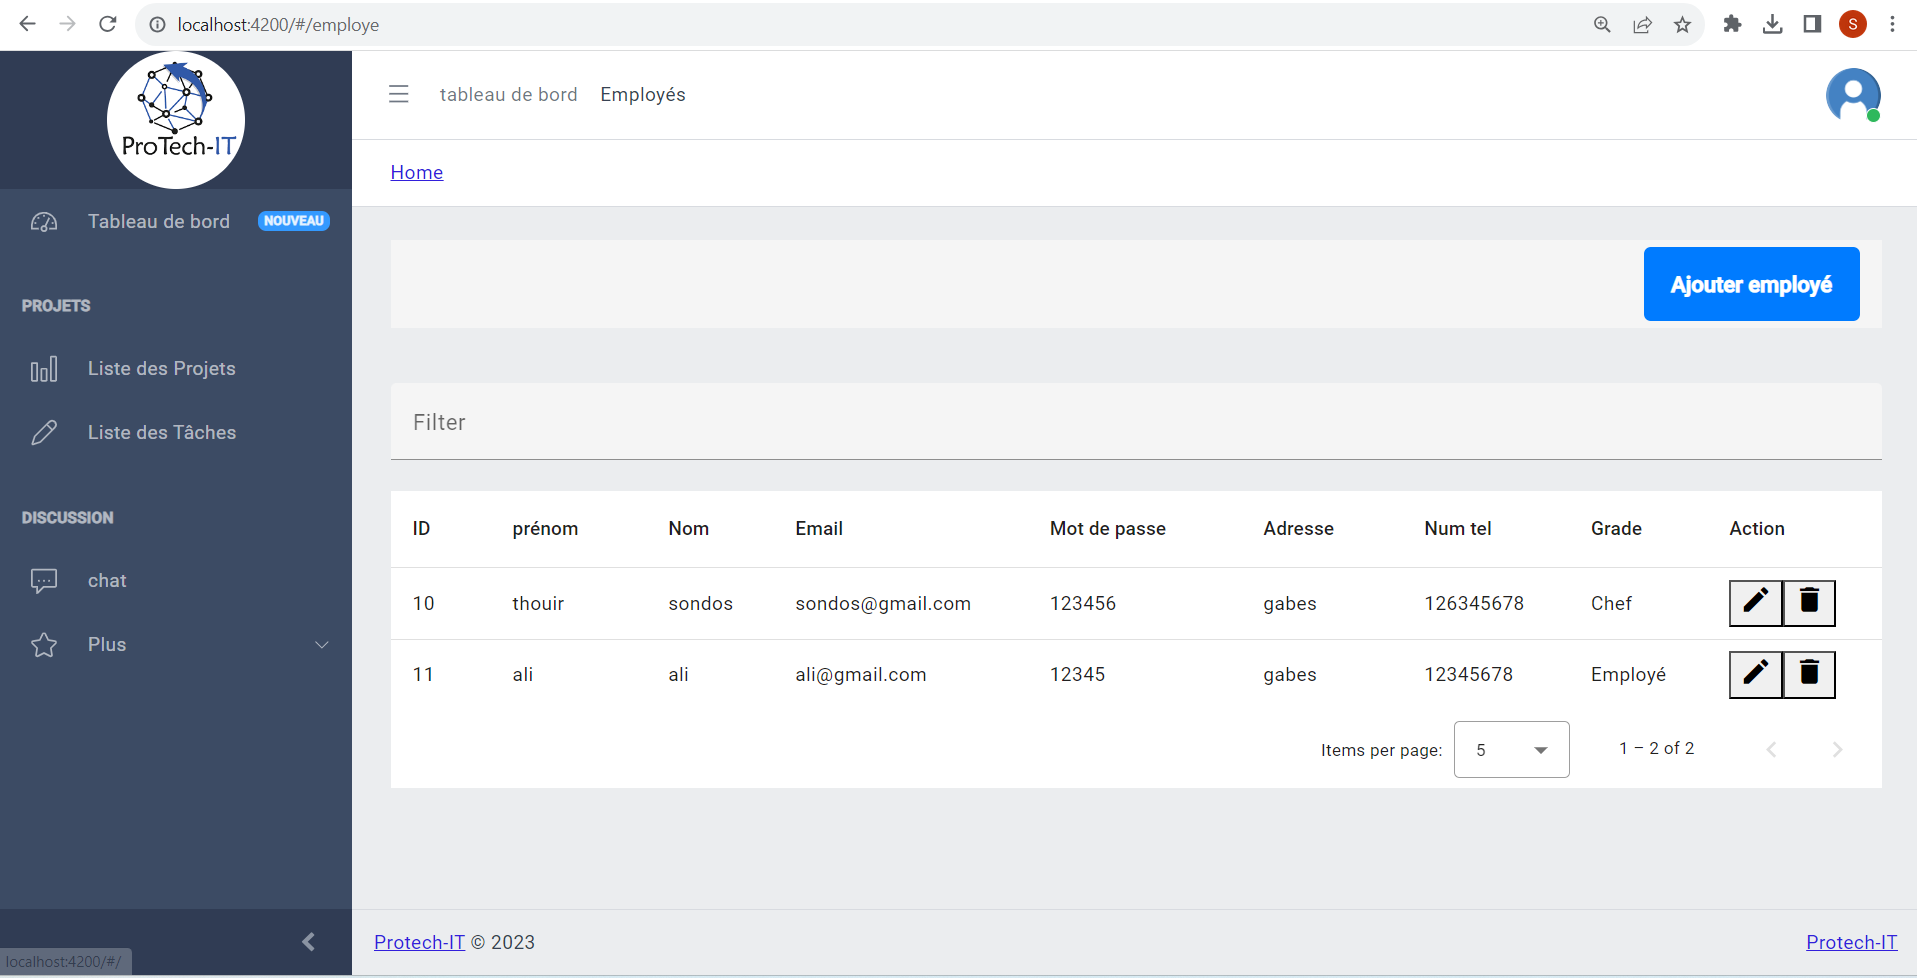 localhost:4200/#/employe
S
ProTech-IT
tableau de bord Employés
Home
Tableau de bord NOUVEAU
PROJETS
Liste des Projets
Liste des Tâches
DISCUSSION
chat
Plus
Ajouter employé
Filter
ID prénom Nom Email Mot de passe Adresse Num tel Grade Action
10 thouir sondos sondos@gmail.com 123456 gabes 126345678 Chef
11 ali ali ali@gmail.com 12345 gabes 12345678 Employé
Items per page: 5 1 – 2 of 2
Protech-IT © 2023
Protech-IT
localhost:4200/#/